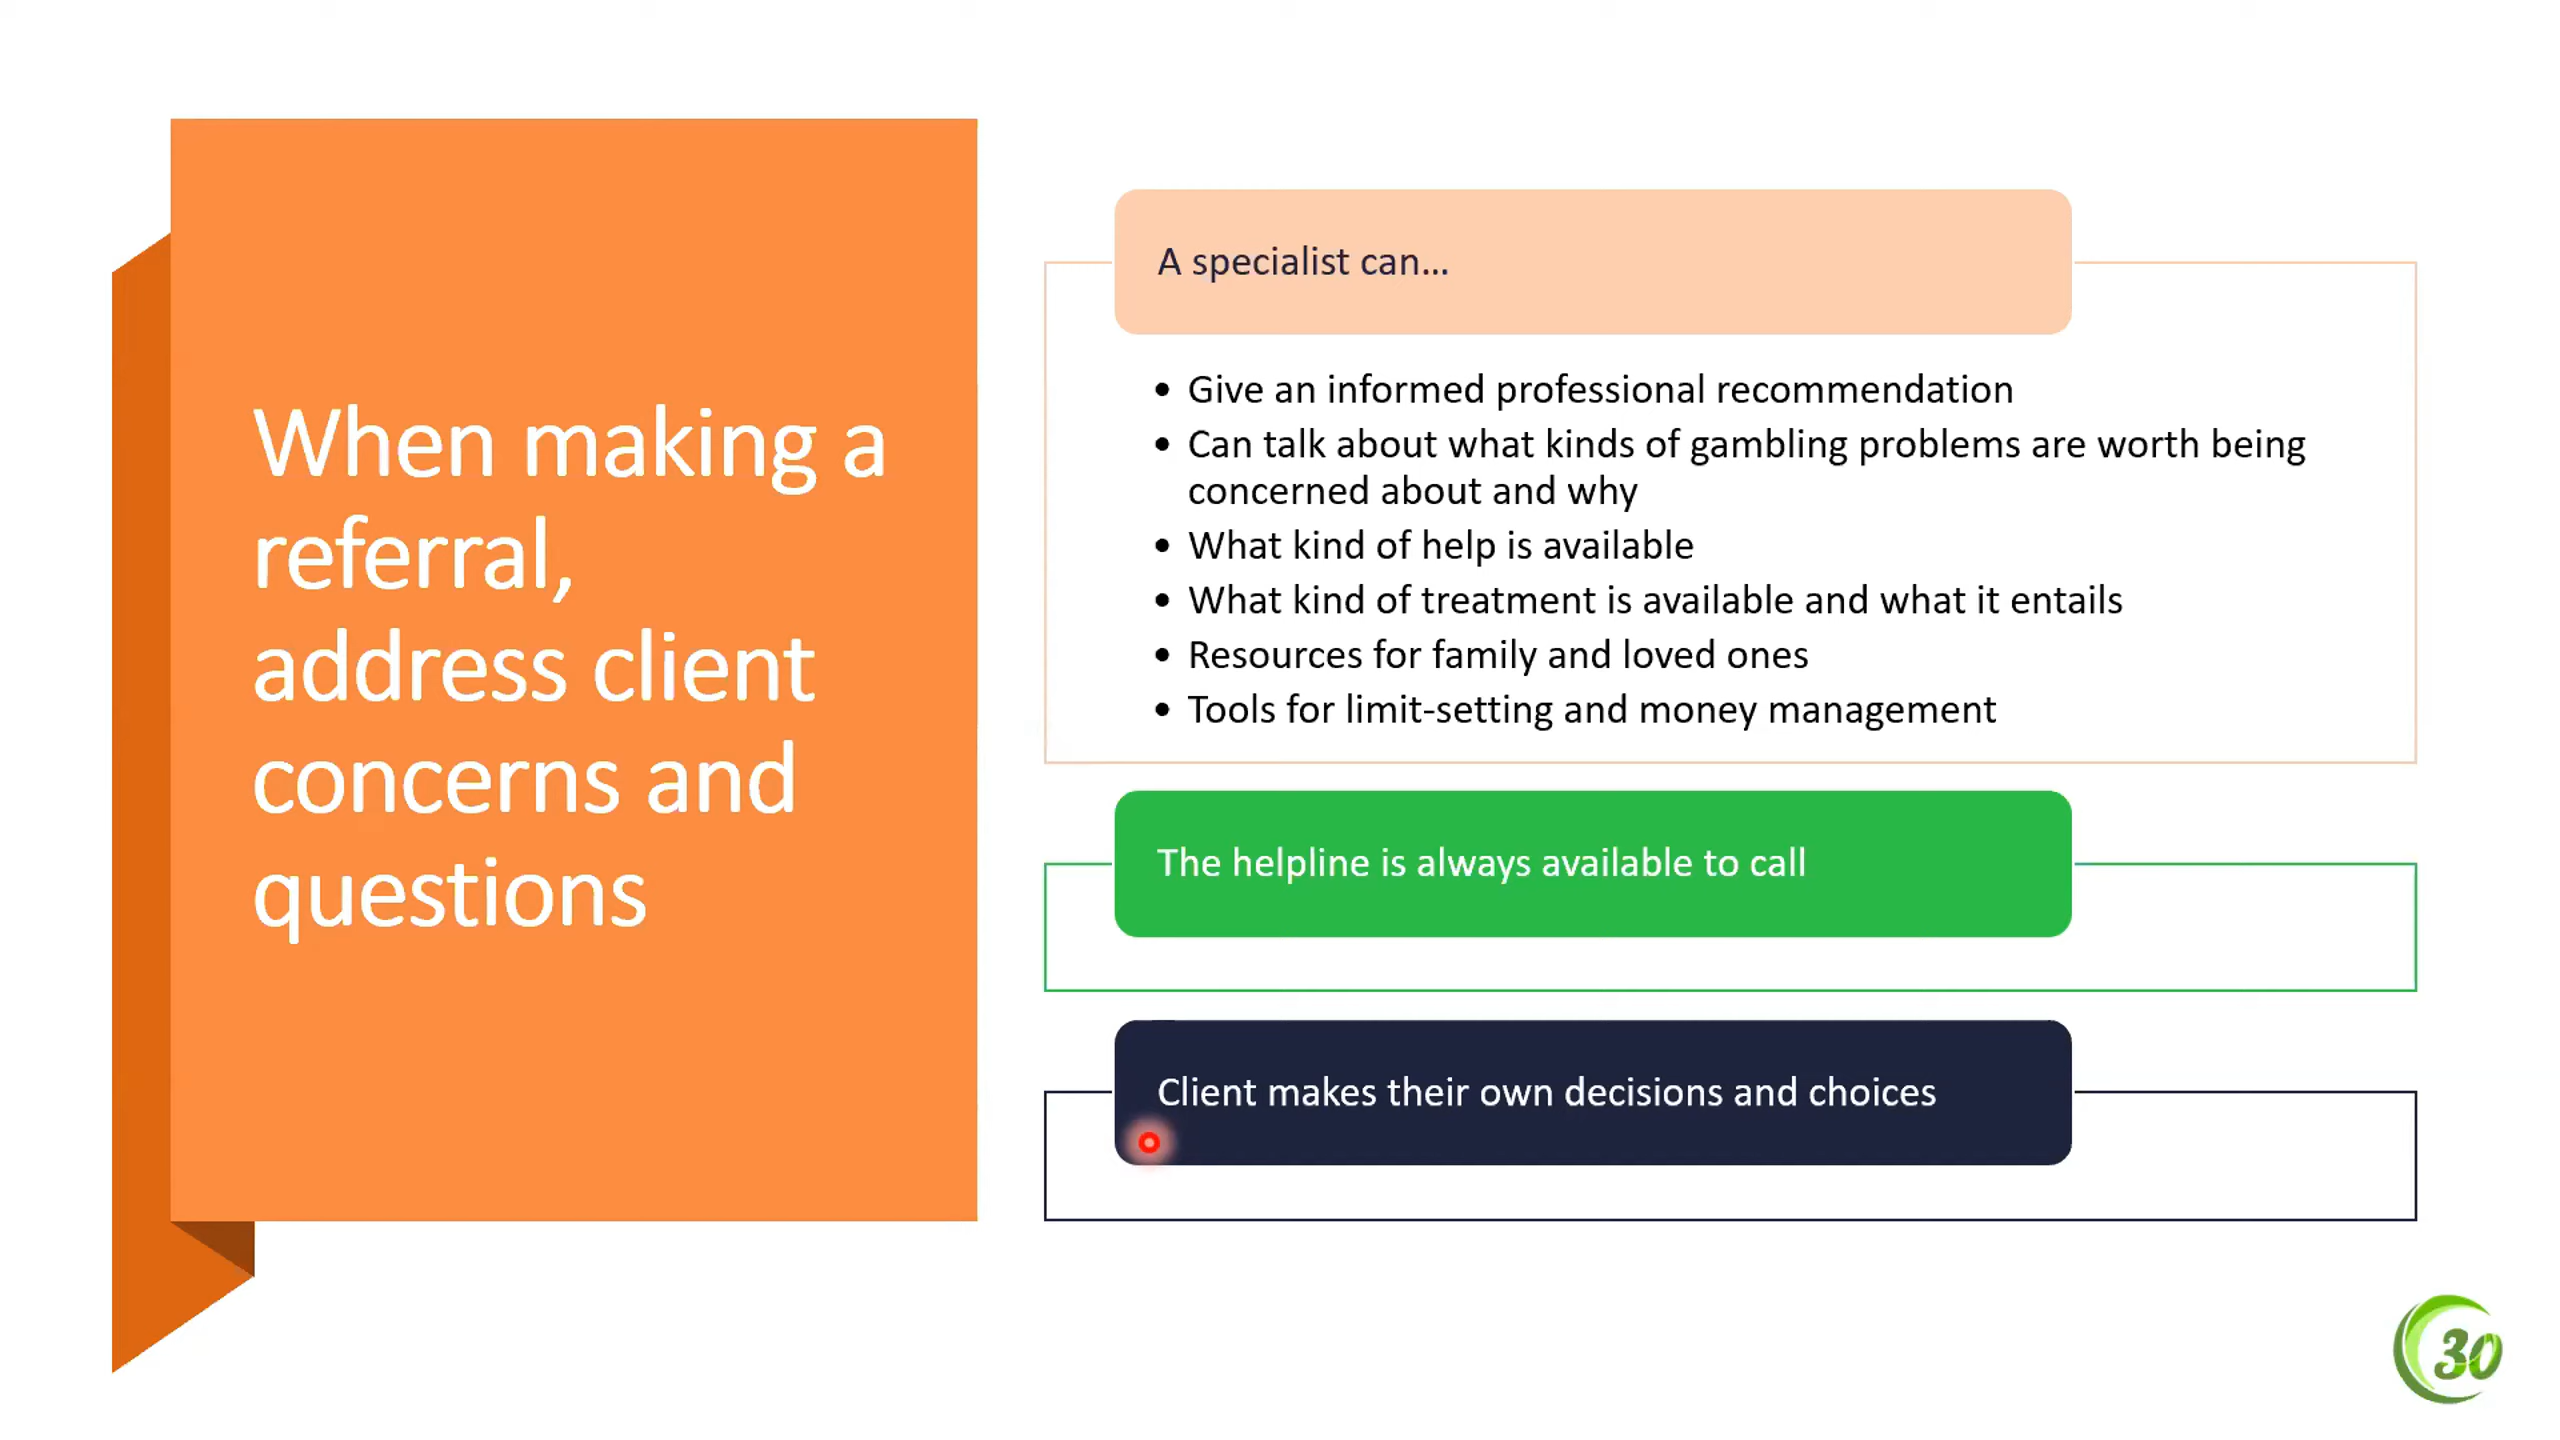 When making a
referral,
address client
concerns and
questions
A specialist can...
• Give an informed professional recommendation
• Can talk about what kinds of gambling problems are worth being
concerned about and why
• What kind of help is available
• What kind of treatment is available and what it entails
• Resources for family and loved ones
• Tools for limit-setting and money management
The helpline is always available to call
Client makes their own decisions and choices
30